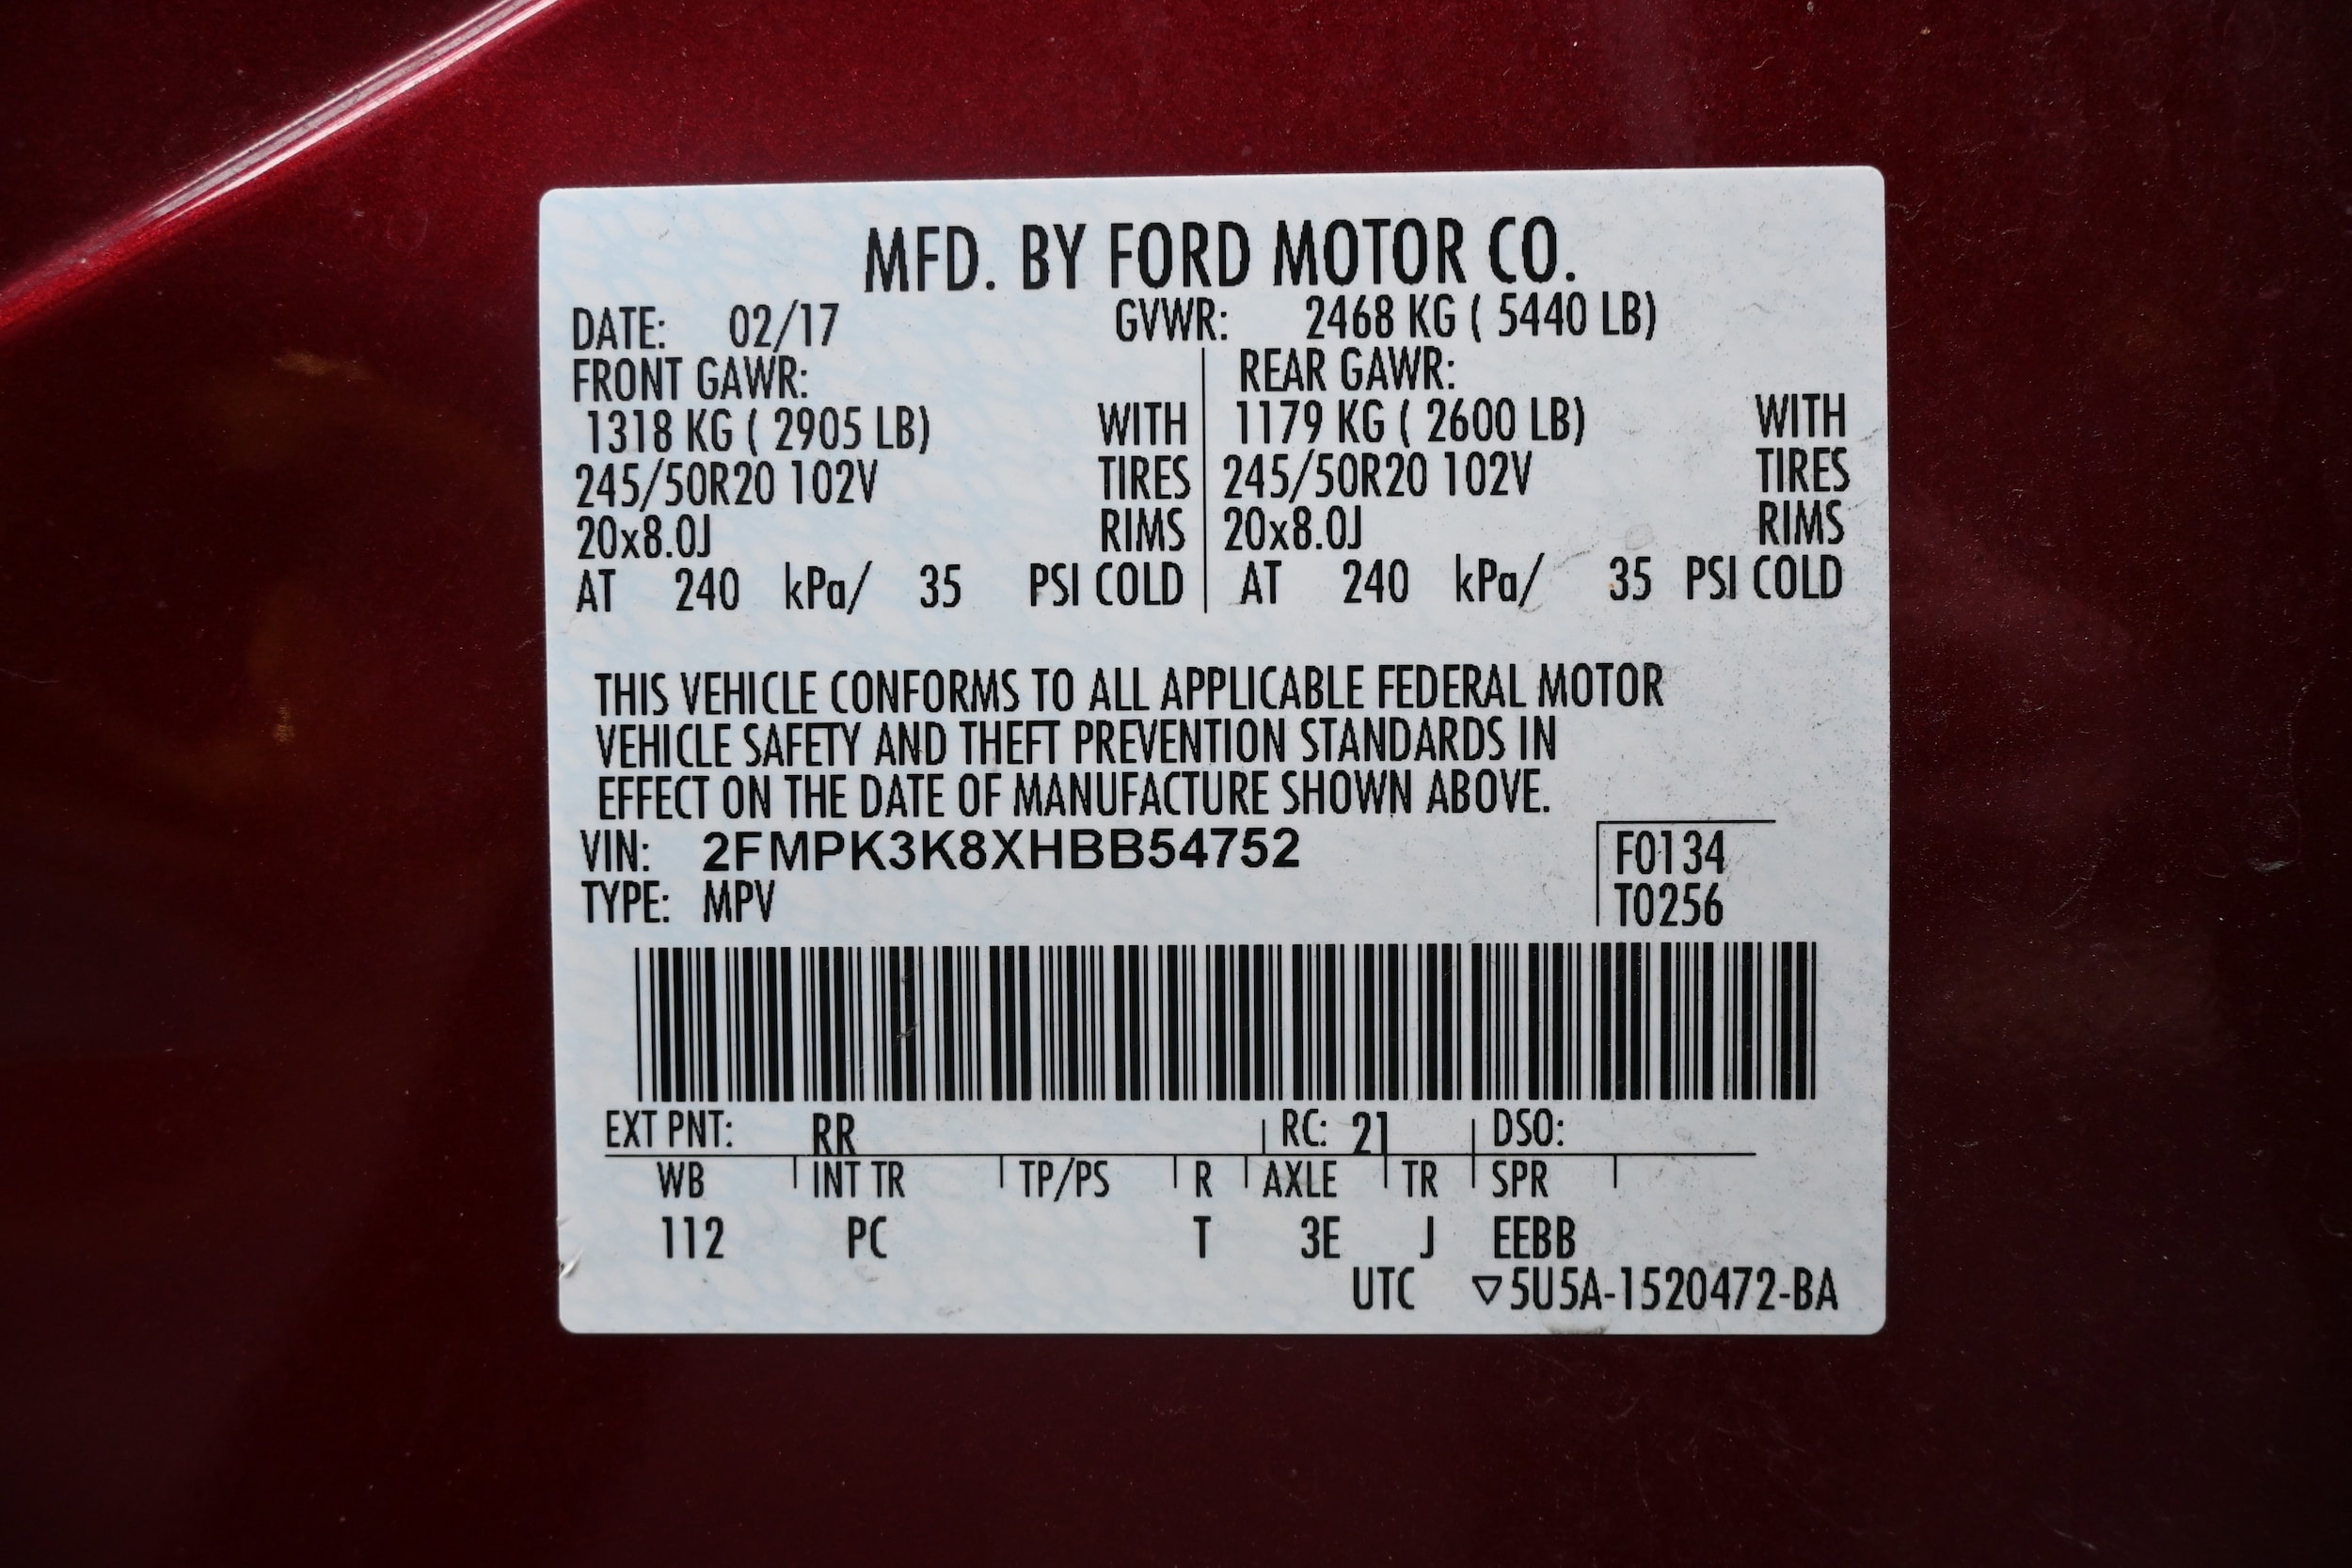 MFD. BY FORD MOTOR CO.
DATE: 02/17 GVWR: 2468 KG ( 5440 LB)
FRONT GAWR: REAR GAWR:
1318 KG ( 2905 LB) WITH 1179 KG ( 2600 LB) WITH
245/50R20 102V TIRES 245/50R20 102V TIRES
20x8.0J RIMS 20x8.0J RIMS
AT 240 kPa/ 35 PSI COLD AT 240 kPa/ 35 PSI COLD
THIS VEHICLE CONFORMS TO ALL APPLICABLE FEDERAL MOTOR
VEHICLE SAFETY AND THEFT PREVENTION STANDARDS IN
EFFECT ON THE DATE OF MANUFACTURE SHOWN ABOVE.
VIN: 2FMPK3K8XHBB54752 F0134
TYPE: MPV T0256
EXT PNT: RR RC: 21 DSO:
WB INT TR TP/PS R AXLE TR SPR
112 PC T 3E J EEBB
UTC ▽5U5A-1520472-BA